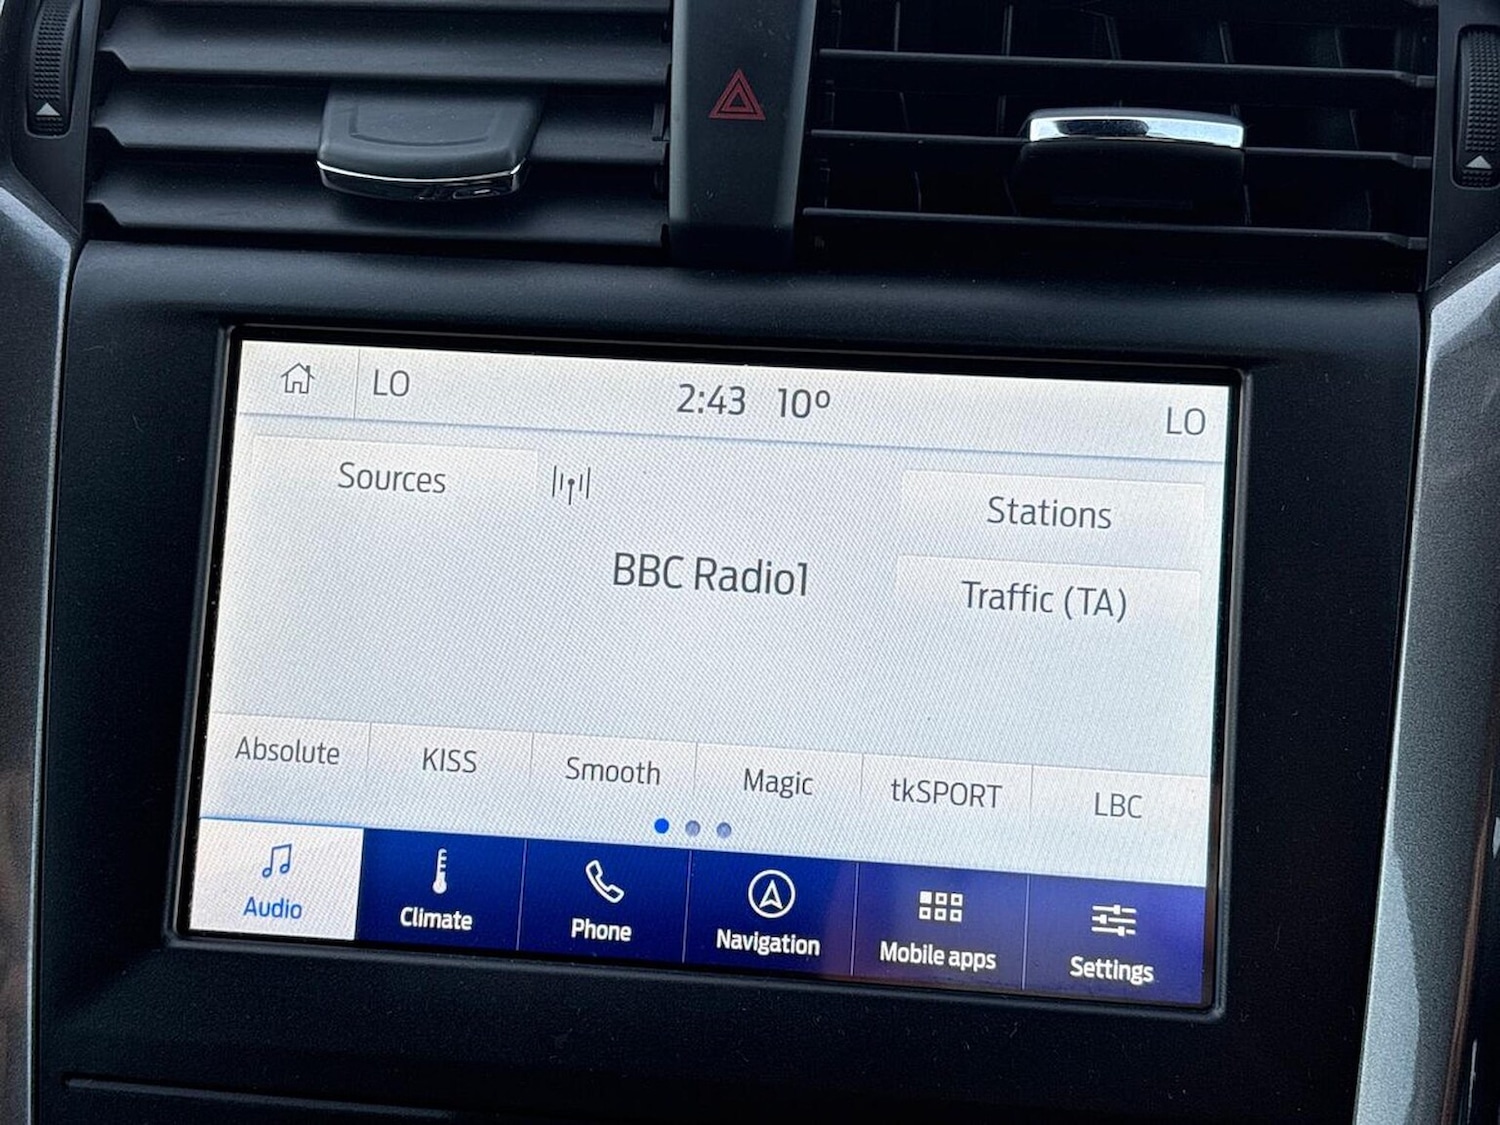 LO
2:43 10º
LO
Sources
Stations
BBC Radio1
Traffic (TA)
Absolute
KISS
Smooth
Magic
tkSPORT
LBC
Audio
Climate
Phone
Navigation
Mobile apps
Settings